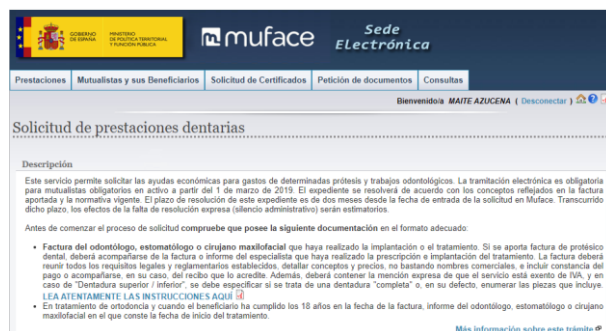 GOBIERNO DE ESPAÑA
MINISTERIO DE POLÍTICA TERRITORIAL Y FUNCIÓN PÚBLICA
muface
Sede
Electrónica
Prestaciones Mutualistas y sus Beneficiarios Solicitud de Certificados Petición de documentos Consultas
Bienvenido/a MAITE AZUCENA ( Desconectar )
Solicitud de prestaciones dentarias
Descripción
Este servicio permite solicitar las ayudas económicas para gastos de determinadas prótesis y trabajos odontológicos. La tramitación electrónica es obligatoria
para mutualistas obligatorios en activo a partir del 1 de marzo de 2019. El expediente se resolverá de acuerdo con los conceptos reflejados en la factura
aportada y la normativa vigente. El plazo de resolución de este expediente es de dos meses desde la fecha de entrada de la solicitud en Muface. Transcurrido
dicho plazo, los efectos de la falta de resolución expresa (silencio administrativo) serán estimatorios.
Antes de comenzar el proceso de solicitud compruebe que posee la siguiente documentación en el formato adecuado:
• Factura del odontólogo, estomatólogo o cirujano maxilofacial que haya realizado la implantación o el tratamiento. Si se aporta factura de protésico
dental, deberá acompañarse de la factura o informe del especialista que haya realizado la prescripción e implantación del tratamiento. La factura deberá
reunir todos los requisitos legales y reglamentarios establecidos, detallar conceptos y precios, no bastando nombres comerciales, e incluir constancia del
pago o acompañarse, en su caso, del recibo que lo acredite. Además, deberá contener la mención expresa de que el servicio está exento de IVA, y en
caso de "Dentadura superior / inferior", se debe especificar si se trata de una dentadura "completa" o, en su defecto, enumerar las piezas que incluye.
LEA ATENTAMENTE LAS INSTRUCCIONES AQUÍ
• En tratamiento de ortodoncia y cuando el beneficiario ha cumplido los 18 años en la fecha de la factura, informe del odontólogo, estomatólogo o cirujano
maxilofacial en el que conste la fecha de inicio del tratamiento.
Más información sobre este trámite